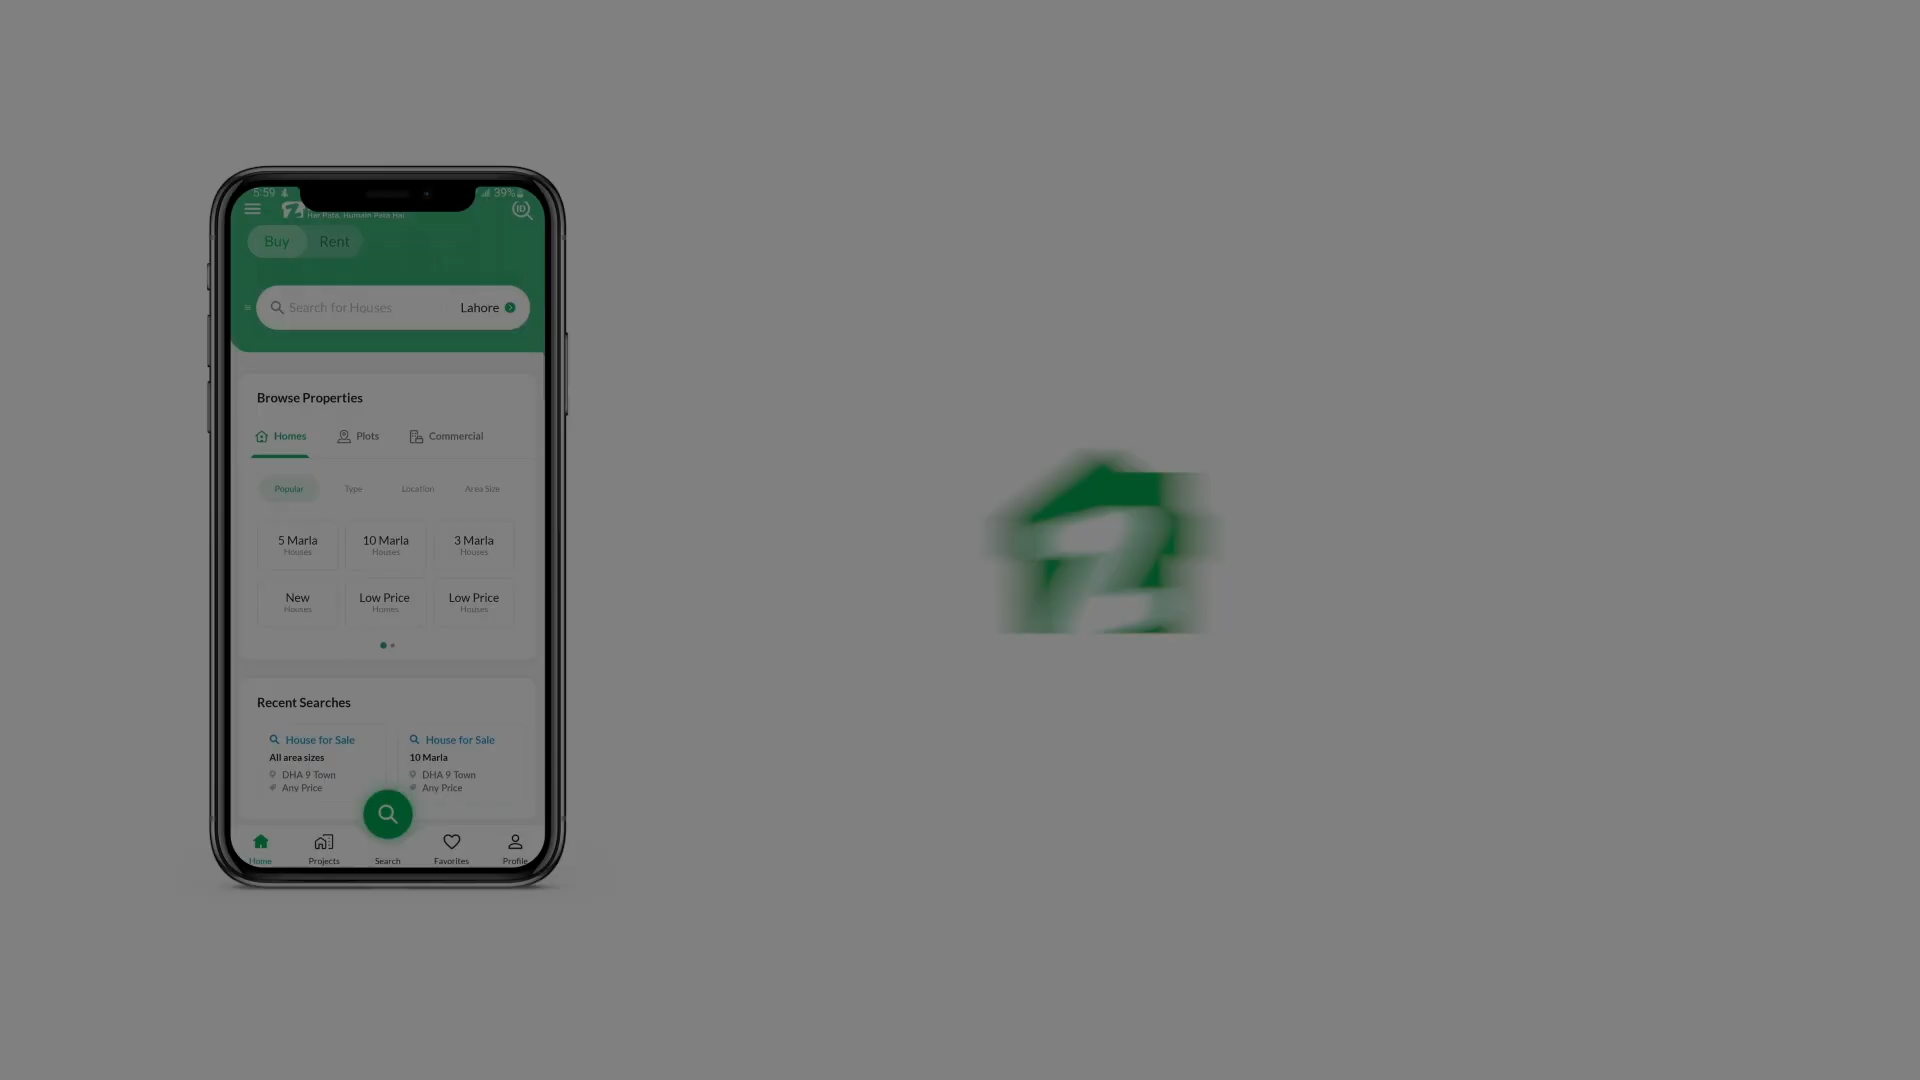 5:59 39%
Har Pata, Humain Pata Hai
ID
Buy Rent
Search for Houses Lahore
Browse Properties
Homes Plots Commercial
Popular Type Location Area Size
5 Marla 10 Marla 3 Marla
Houses Houses Houses
New Low Price Low Price
Houses Homes Houses
Recent Searches
House for Sale House for Sale
All area sizes 10 Marla
DHA 9 Town DHA 9 Town
Any Price Any Price
Home Projects Search Favorites Profile